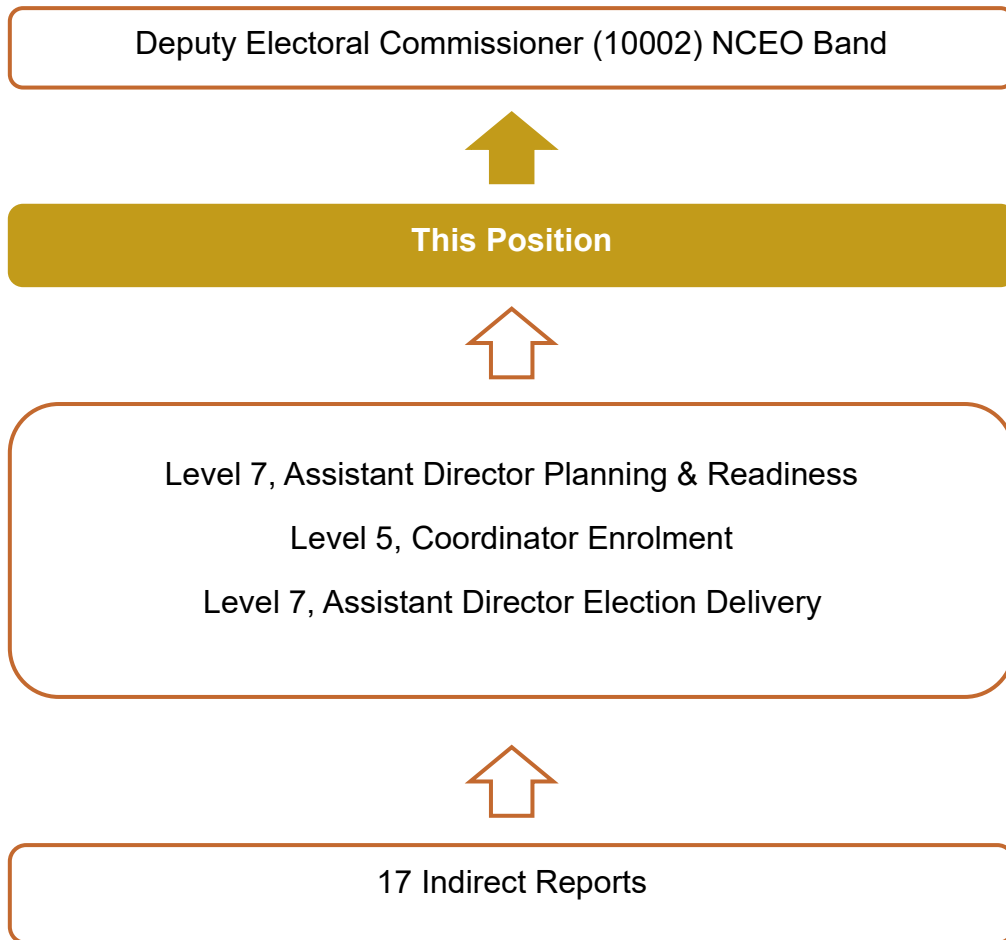 Deputy Electoral Commissioner (10002) NCEO Band
This Position
Level 7, Assistant Director Planning & Readiness
Level 5, Coordinator Enrolment
Level 7, Assistant Director Election Delivery
17 Indirect Reports